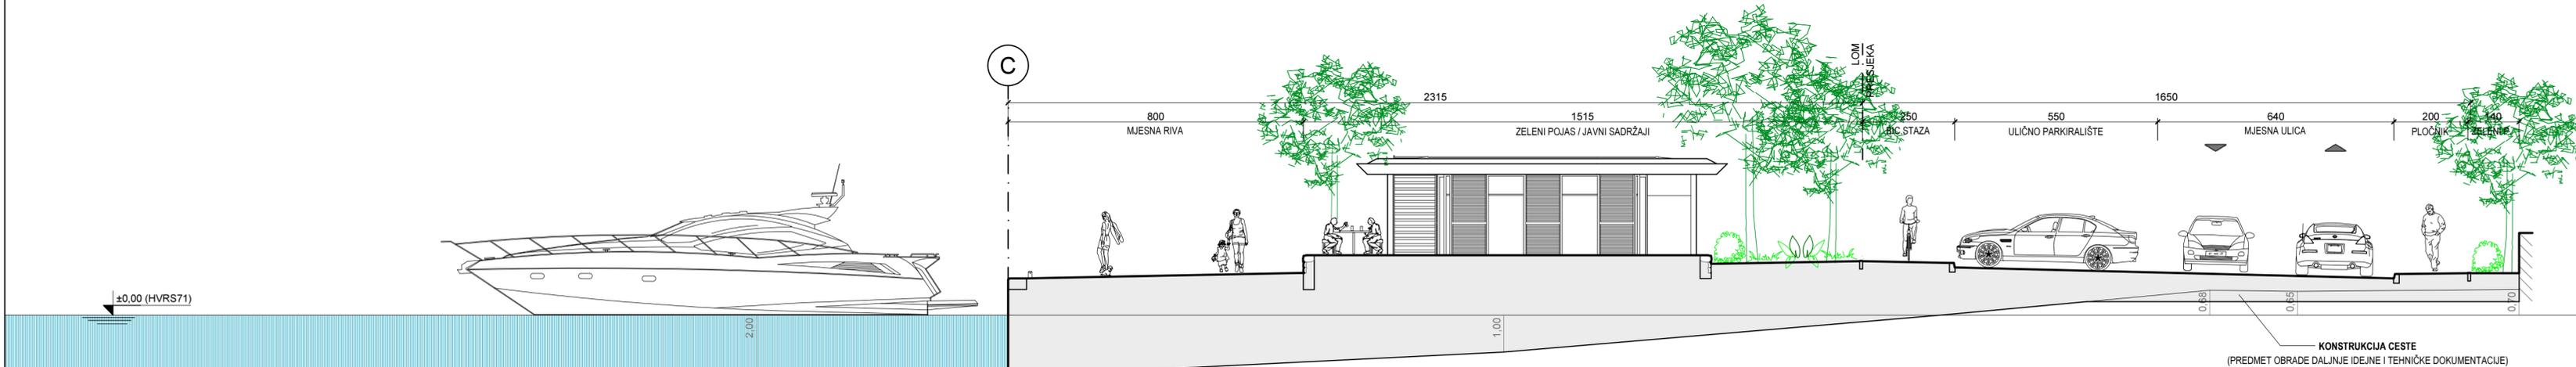 C
LOM
PRESJEKA
2315
1650
800
1515
250
550
640
200
140
MJESNA RIVA
ZELENI POJAS / JAVNI SADRŽAJI
BIC STAZA
ULIČNO PARKIRALIŠTE
MJESNA ULICA
PLOČNIK
ZELENI P.
±0,00 (HVRS71)
2,00
1,00
0,68
0,65
0,70
KONSTRUKCIJA CESTE
(PREDMET OBRADE DALJNJE IDEJNE I TEHNIČKE DOKUMENTACIJE)